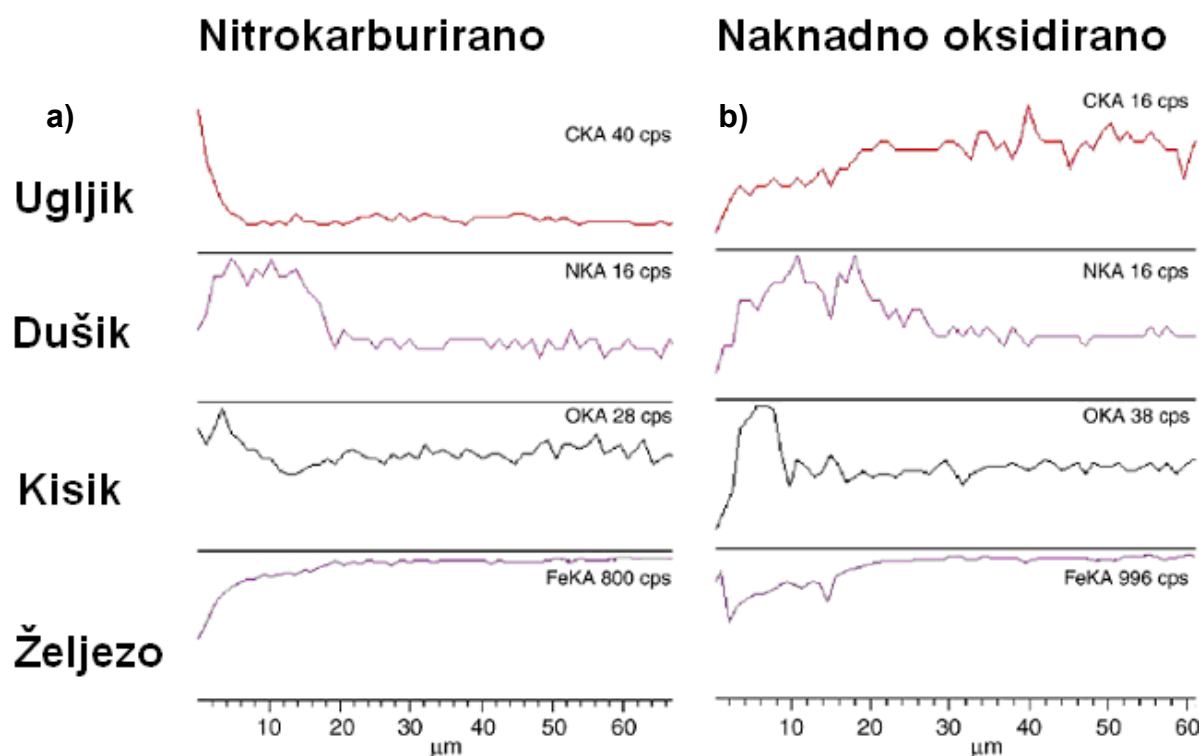 Nitrokarburirano
Naknadno oksidirano
a)
b)
Ugljik
CKA 40 cps
CKA 16 cps
Dušik
NKA 16 cps
NKA 16 cps
Kisik
OKA 28 cps
OKA 38 cps
Željezo
FeKA 800 cps
FeKA 996 cps
10 20 30 40 50 60
µm
10 20 30 40 50 60
µm